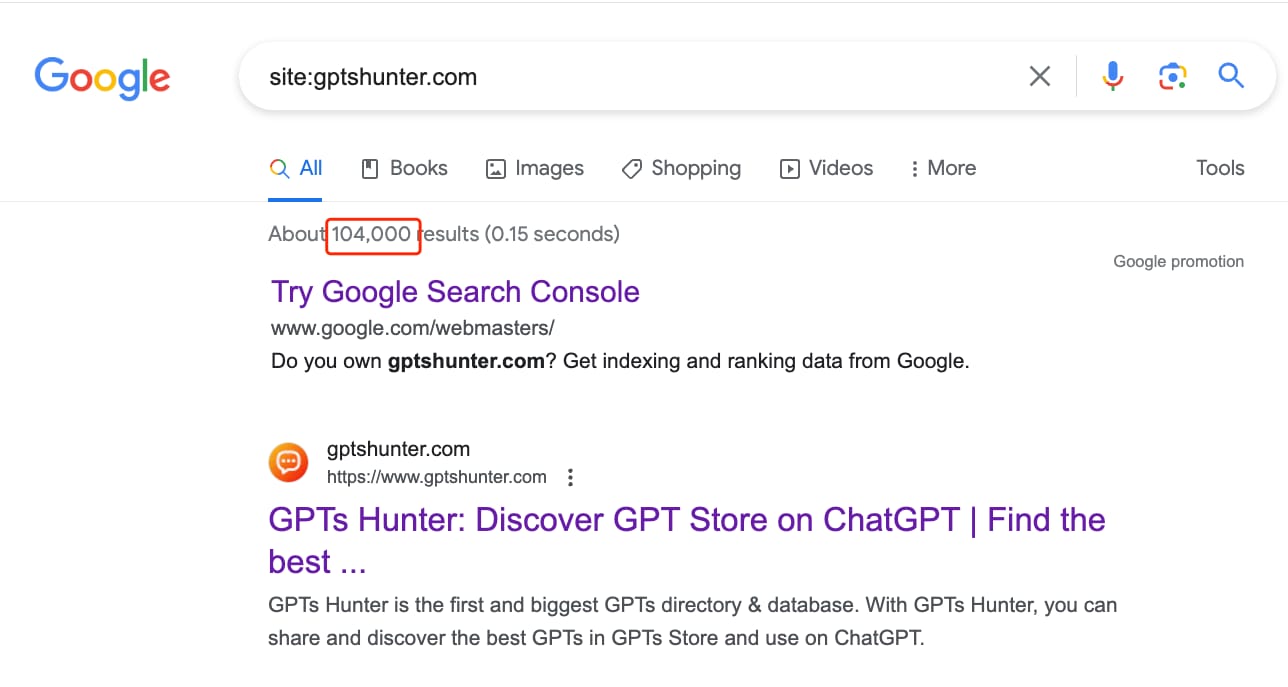 Google
site:gptshunter.com
All Books Images Shopping Videos More Tools
About 104,000 results (0.15 seconds)
Google promotion
Try Google Search Console
www.google.com/webmasters/
Do you own gptshunter.com? Get indexing and ranking data from Google.
gptshunter.com
https://www.gptshunter.com
GPTs Hunter: Discover GPT Store on ChatGPT | Find the
best ...
GPTs Hunter is the first and biggest GPTs directory & database. With GPTs Hunter, you can
share and discover the best GPTs in GPTs Store and use on ChatGPT.